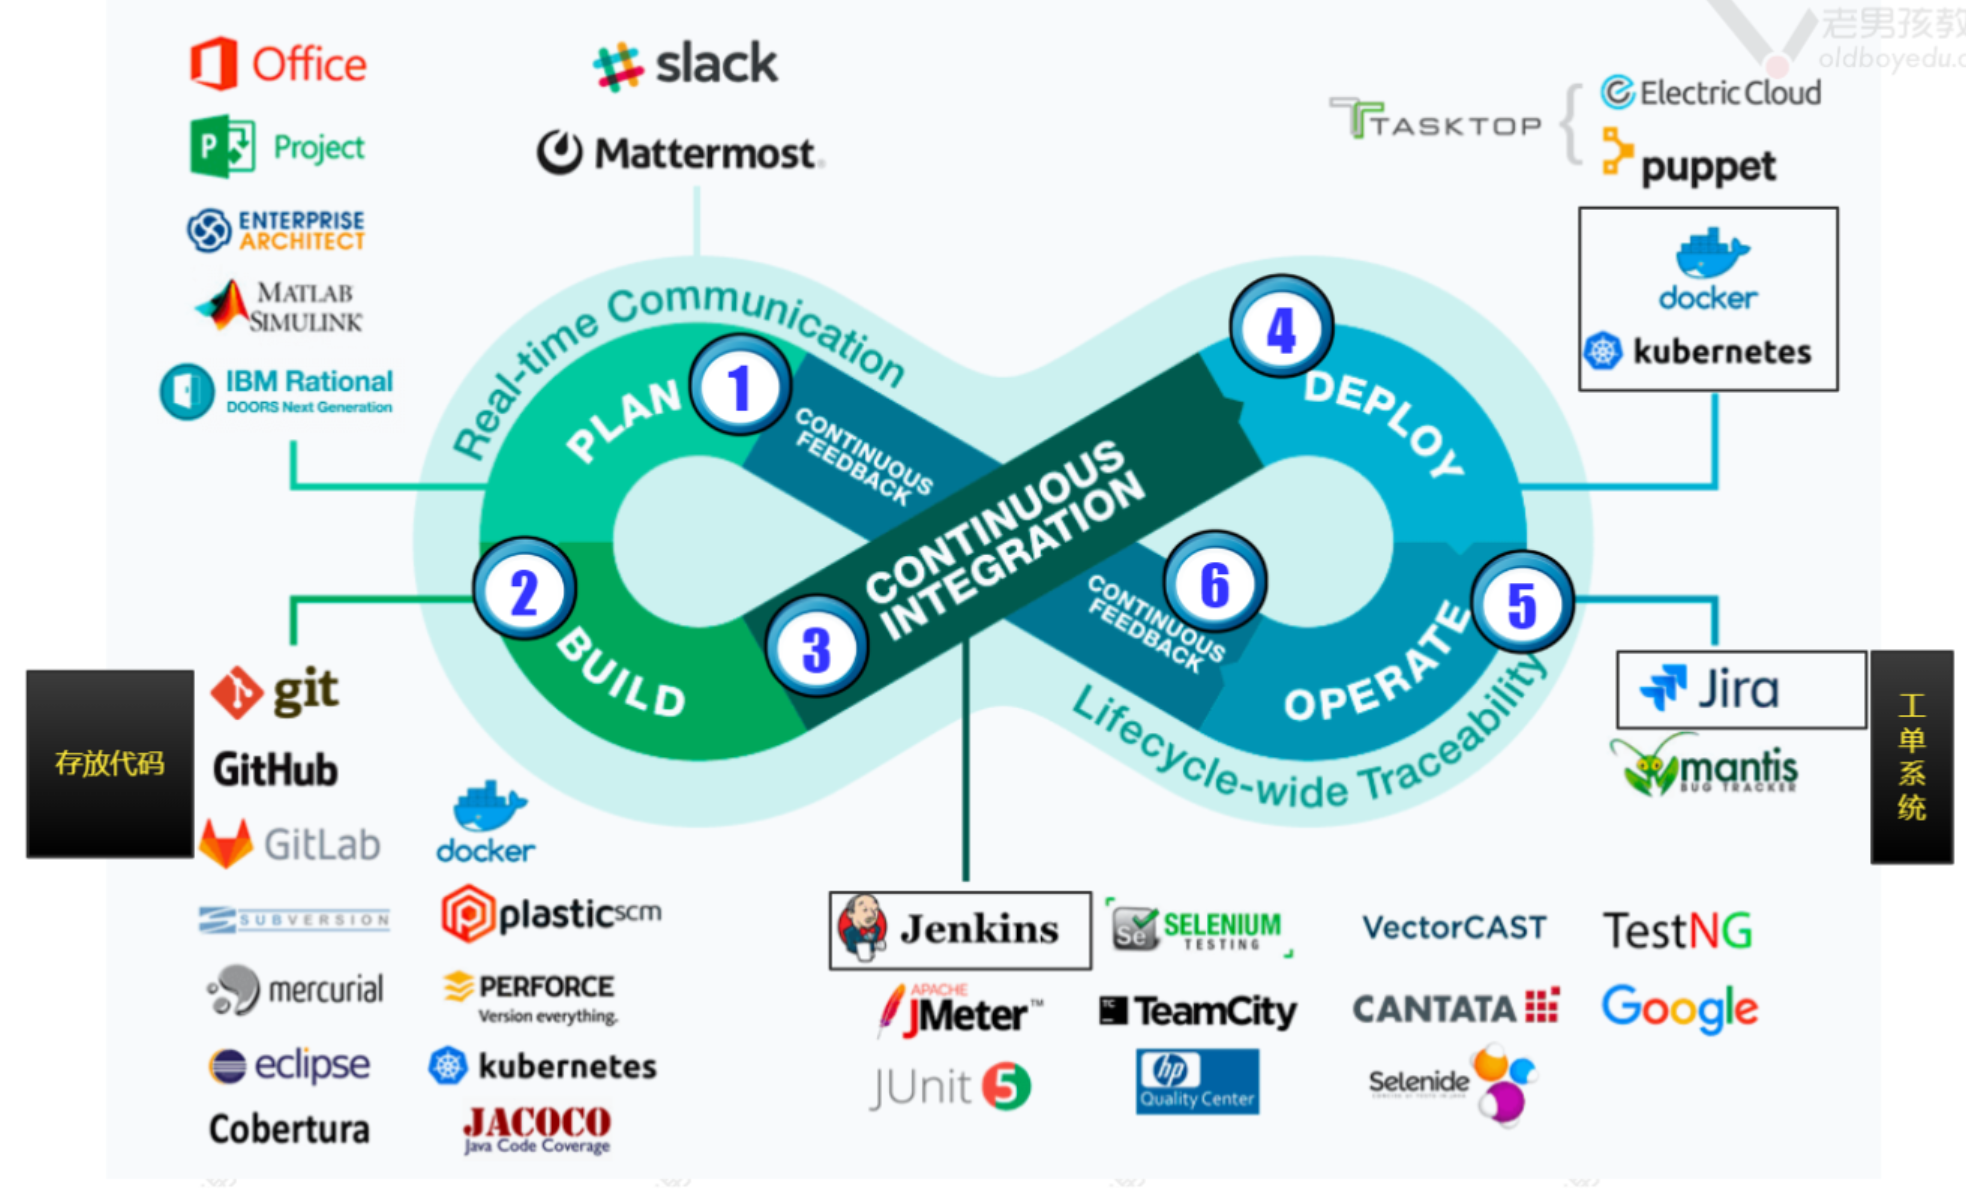 老男孩教
oldboyedu.c
Office
Project
ENTERPRISE
ARCHITECT
MATLAB
SIMULINK
IBM Rational
DOORS Next Generation
slack
Mattermost
TASKTOP
Electric Cloud
puppet
docker
kubernetes
Real-time Communication
1
PLAN
CONTINUOUS
FEEDBACK
2
BUILD
3
CONTINUOUS
INTEGRATION
4
DEPLOY
5
OPERATE
6
CONTINUOUS
FEEDBACK
Lifecycle-wide Traceability
存放代码
git
GitHub
GitLab
SUBVERSION
mercurial
eclipse
Cobertura
docker
plasticscm
PERFORCE
Version everything.
kubernetes
JACOCO
Java Code Coverage
Jira
mantis
BUG TRACKER
工单系统
Jenkins
APACHE
JMeter™
JUnit 5
Se
SELENIUM
TESTING
TC
TeamCity
hp
Quality Center
VectorCAST
CANTATA
Selenide
TestNG
Google